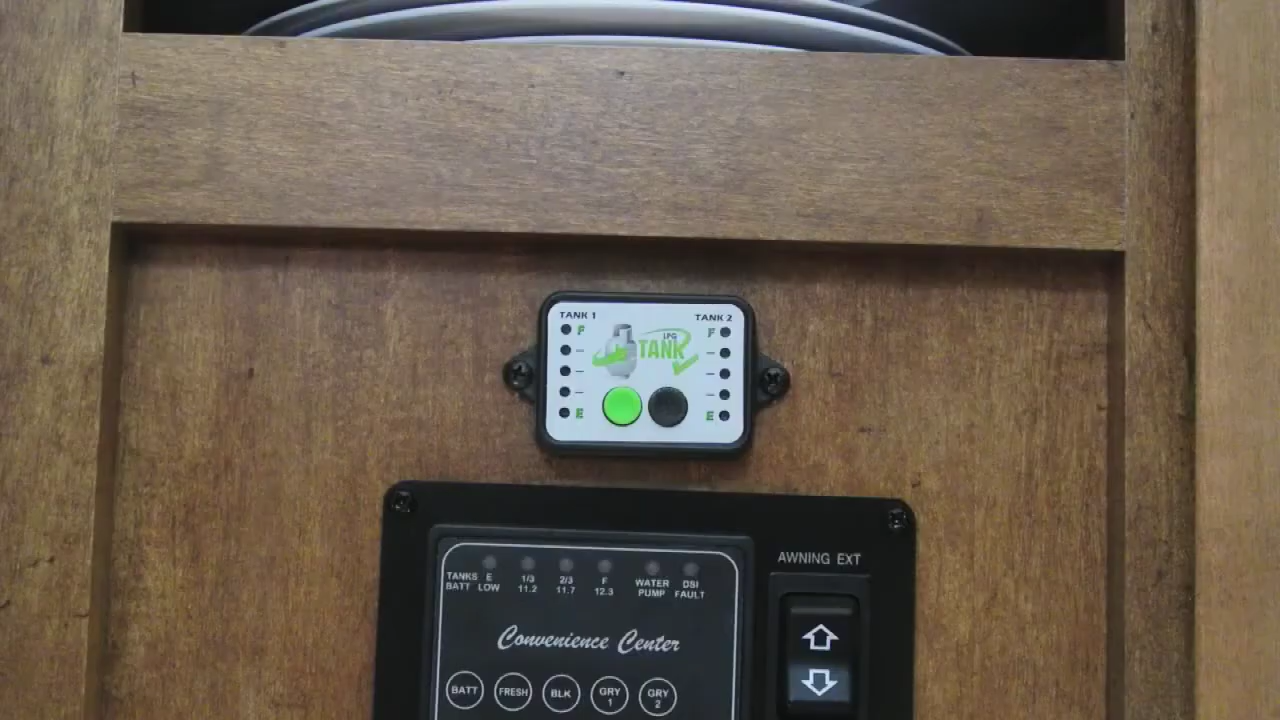 TANK 1
TANK 2
F
F
LPG
TANK
E
E
AWNING EXT
TANKS E 1/3 2/3 F WATER DSI
BATT LOW 11.2 11.7 12.3 PUMP FAULT
Convenience Center
BATT
FRESH
BLK
GRY 1
GRY 2